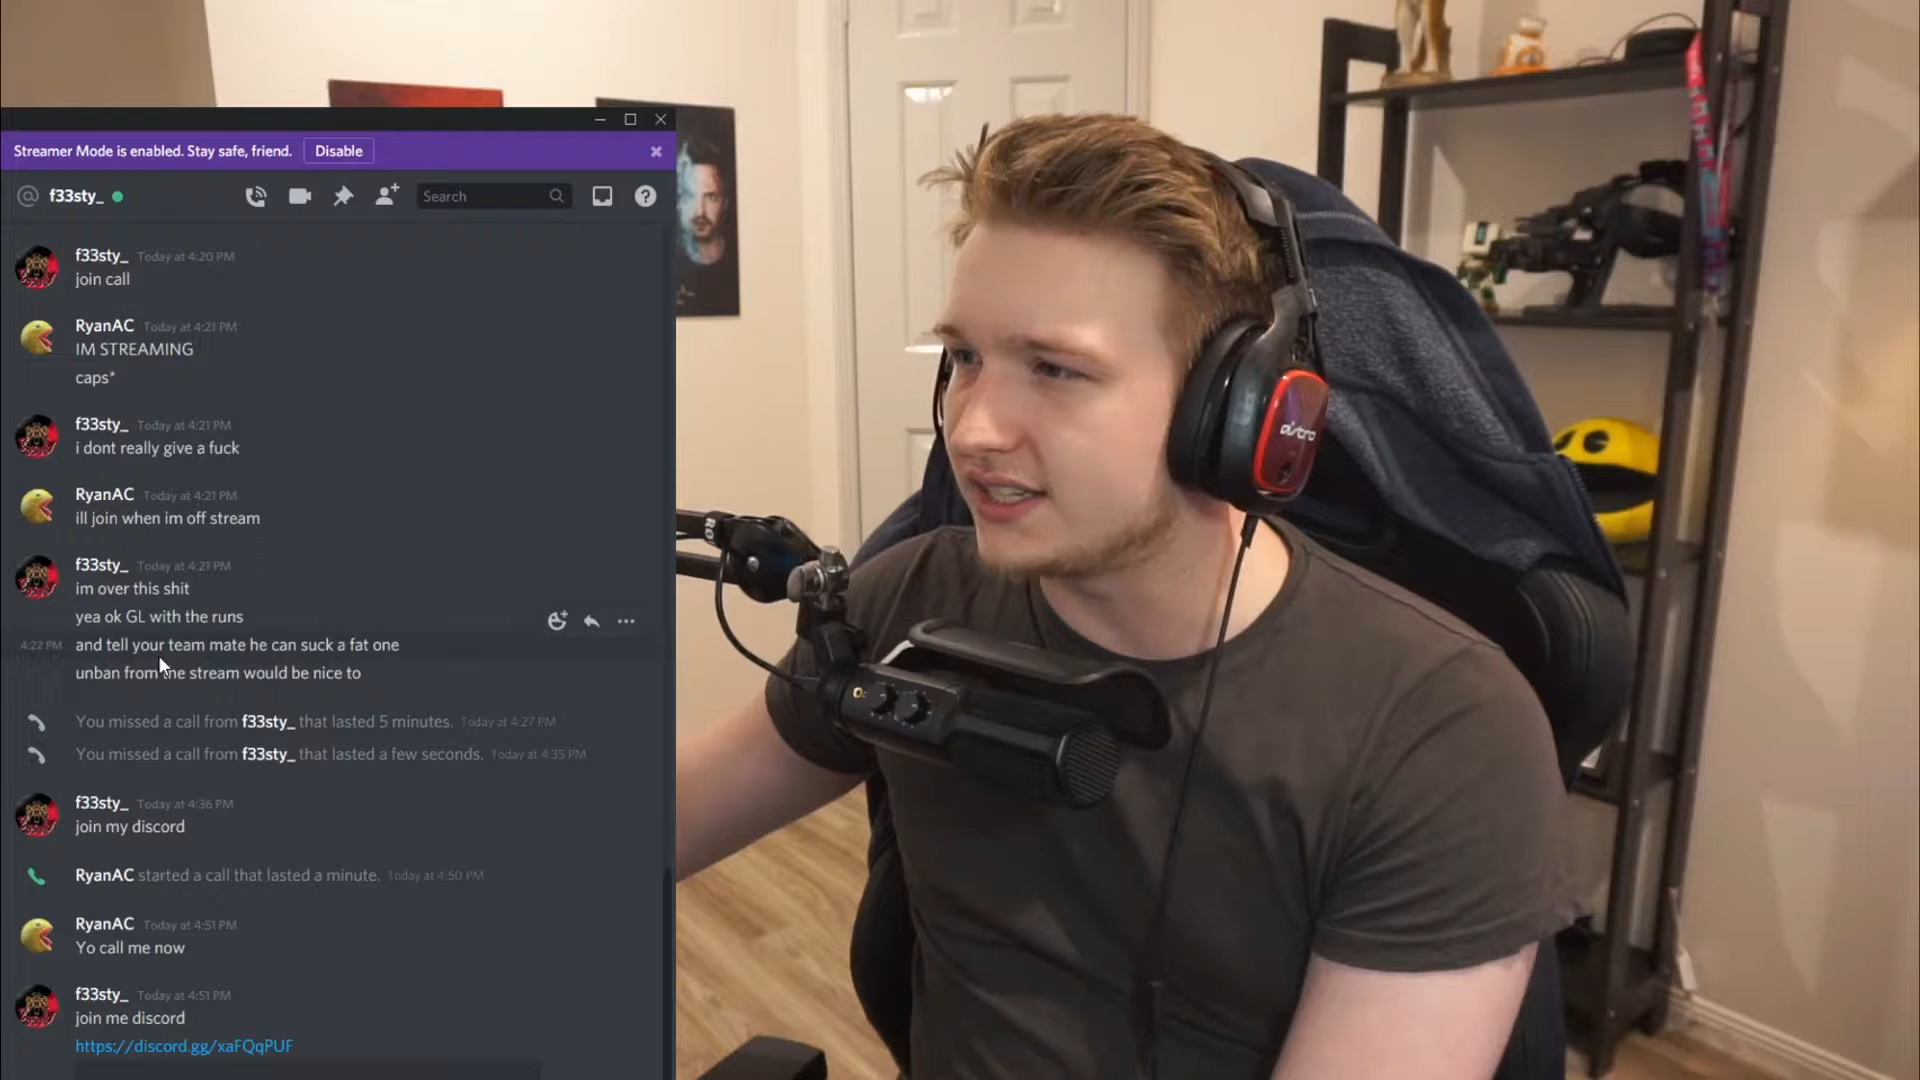 Streamer Mode is enabled. Stay safe, friend. Disable
@ f33sty_ Search
f33sty_ Today at 4:20 PM
join call
RyanAC Today at 4:21 PM
IM STREAMING
caps*
f33sty_ Today at 4:21 PM
i dont really give a fuck
RyanAC Today at 4:21 PM
ill join when im off stream
f33sty_ Today at 4:21 PM
im over this shit
yea ok GL with the runs
4:22 PM and tell your team mate he can suck a fat one
unban from the stream would be nice to
You missed a call from f33sty_ that lasted 5 minutes. Today at 4:27 PM
You missed a call from f33sty_ that lasted a few seconds. Today at 4:35 PM
f33sty_ Today at 4:36 PM
join my discord
RyanAC started a call that lasted a minute. Today at 4:50 PM
RyanAC Today at 4:51 PM
Yo call me now
f33sty_ Today at 4:51 PM
join me discord
https://discord.gg/xaFQqPUF
astro